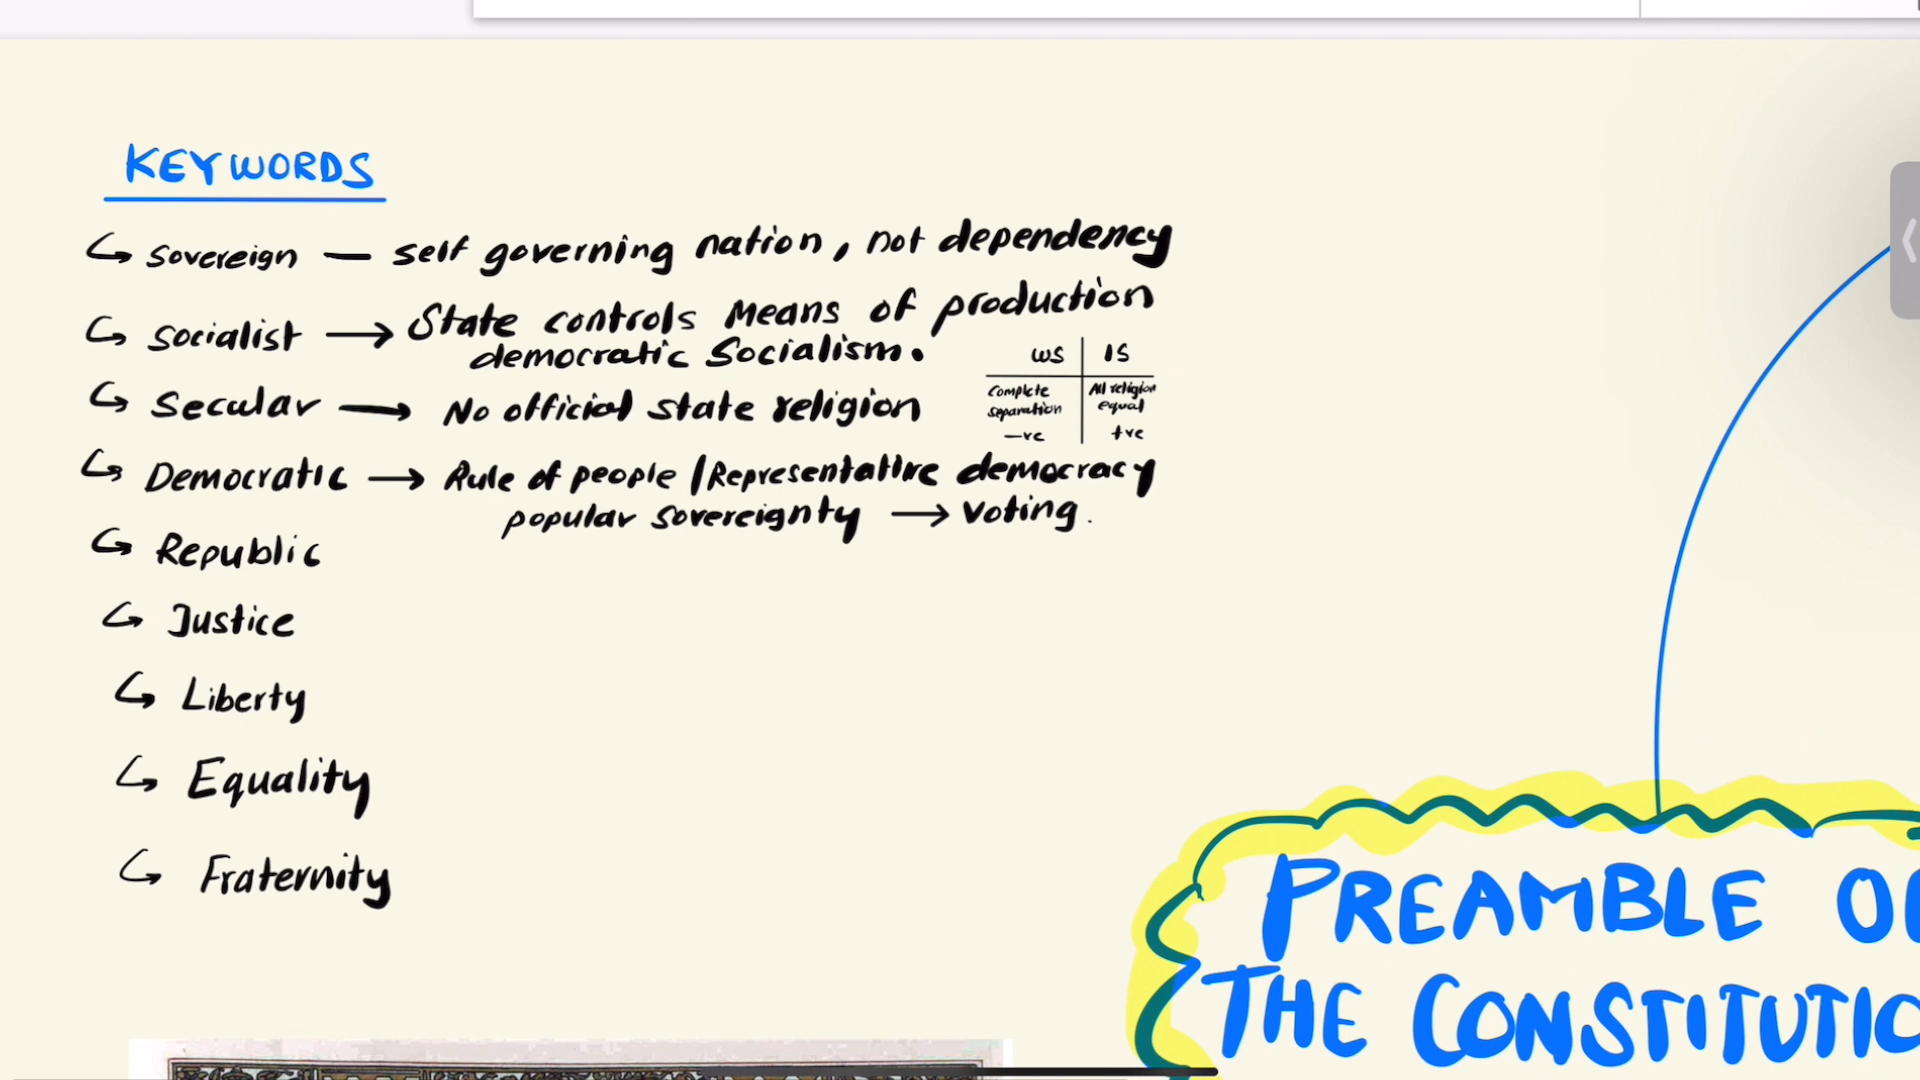 KEYWORDS
↳ Sovereign — self governing nation, not dependency
↳ Socialist → State controls means of production
democratic Socialism.
↳ Secular → No official state religion
WS | IS
Complete separation -ve | All religion equal +ve
↳ Democratic → Rule of people / Representative democracy
popular sovereignty → voting.
↳ Republic
↳ Justice
↳ Liberty
↳ Equality
↳ Fraternity
PREAMBLE OF
THE CONSTITUTIO